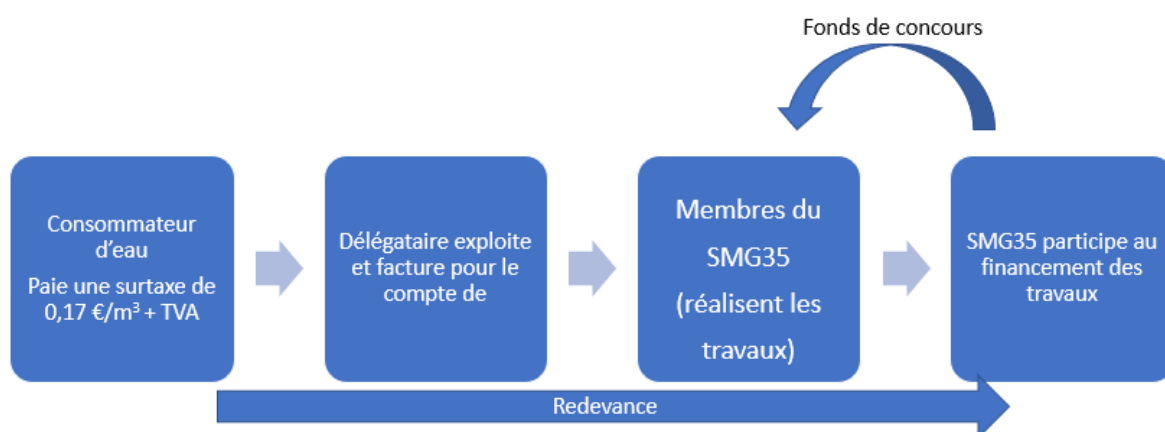 Fonds de concours
Consommateur
d'eau
Paie une surtaxe de
0,17 €/m³ + TVA
Délégataire exploite
et facture pour le
compte de
Membres du
SMG35
(réalisent les
travaux)
SMG35 participe au
financement des
travaux
Redevance